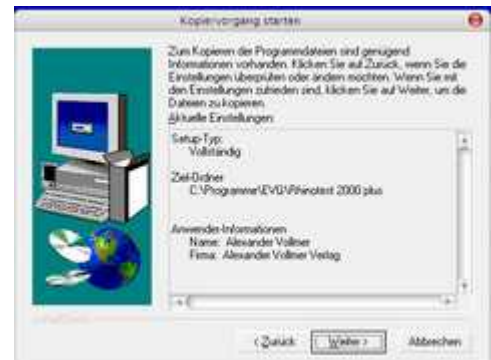 Kopiervorgang starten
Zum Kopieren der Programmdateien sind genügend
Informationen vorhanden. Klicken Sie auf Zurück, wenn Sie die
Einstellungen überprüfen oder ändern möchten. Wenn Sie mit
den Einstellungen zufrieden sind, klicken Sie auf Weiter, um die
Dateien zu kopieren.
Aktuelle Einstellungen:
Setup-Typ:
Vollständig
Ziel-Ordner
C:\Programme\EVG\Rhinotest 2000 plus
Anwender-Informationen
Name: Alexander Vollmer
Firma: Alexander Vollmer Verlag
< Zurück
Weiter >
Abbrechen